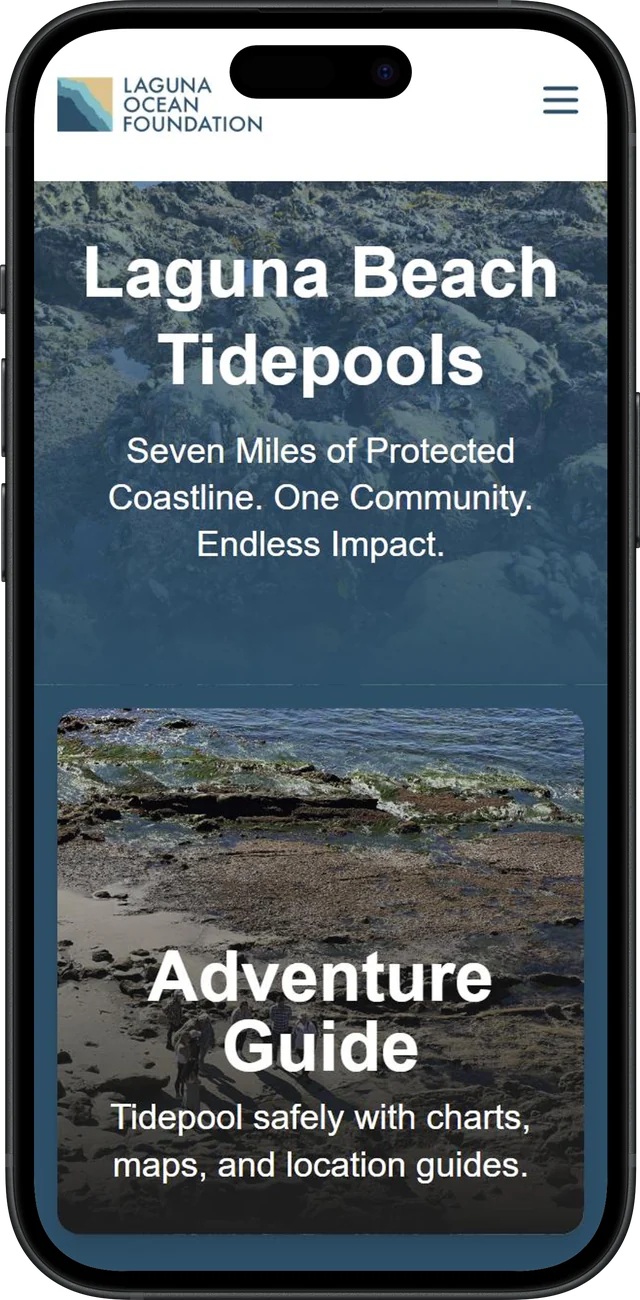 LAGUNA
OCEAN
FOUNDATION
Laguna Beach
Tidepools
Seven Miles of Protected
Coastline. One Community.
Endless Impact.
Adventure
Guide
Tidepool safely with charts,
maps, and location guides.